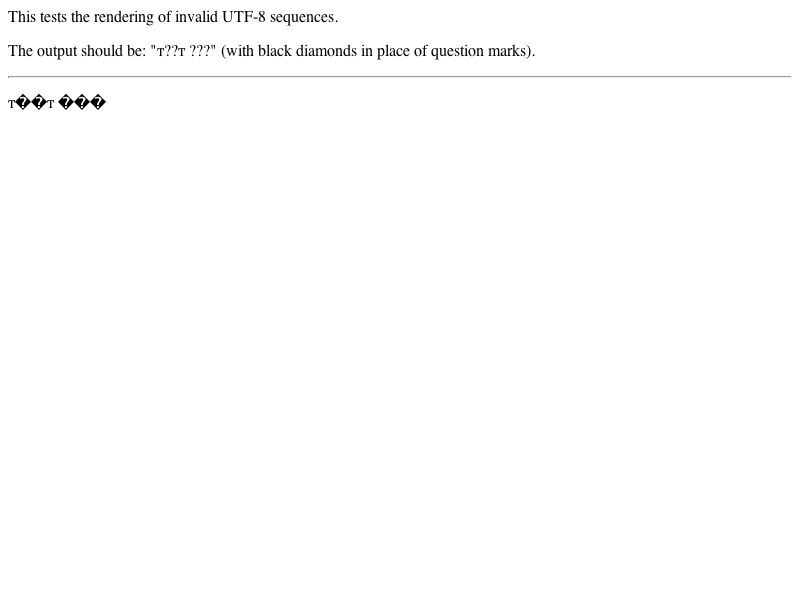 This tests the rendering of invalid UTF-8 sequences.
The output should be: "т??т ???" (with black diamonds in place of question marks).
т��т ���